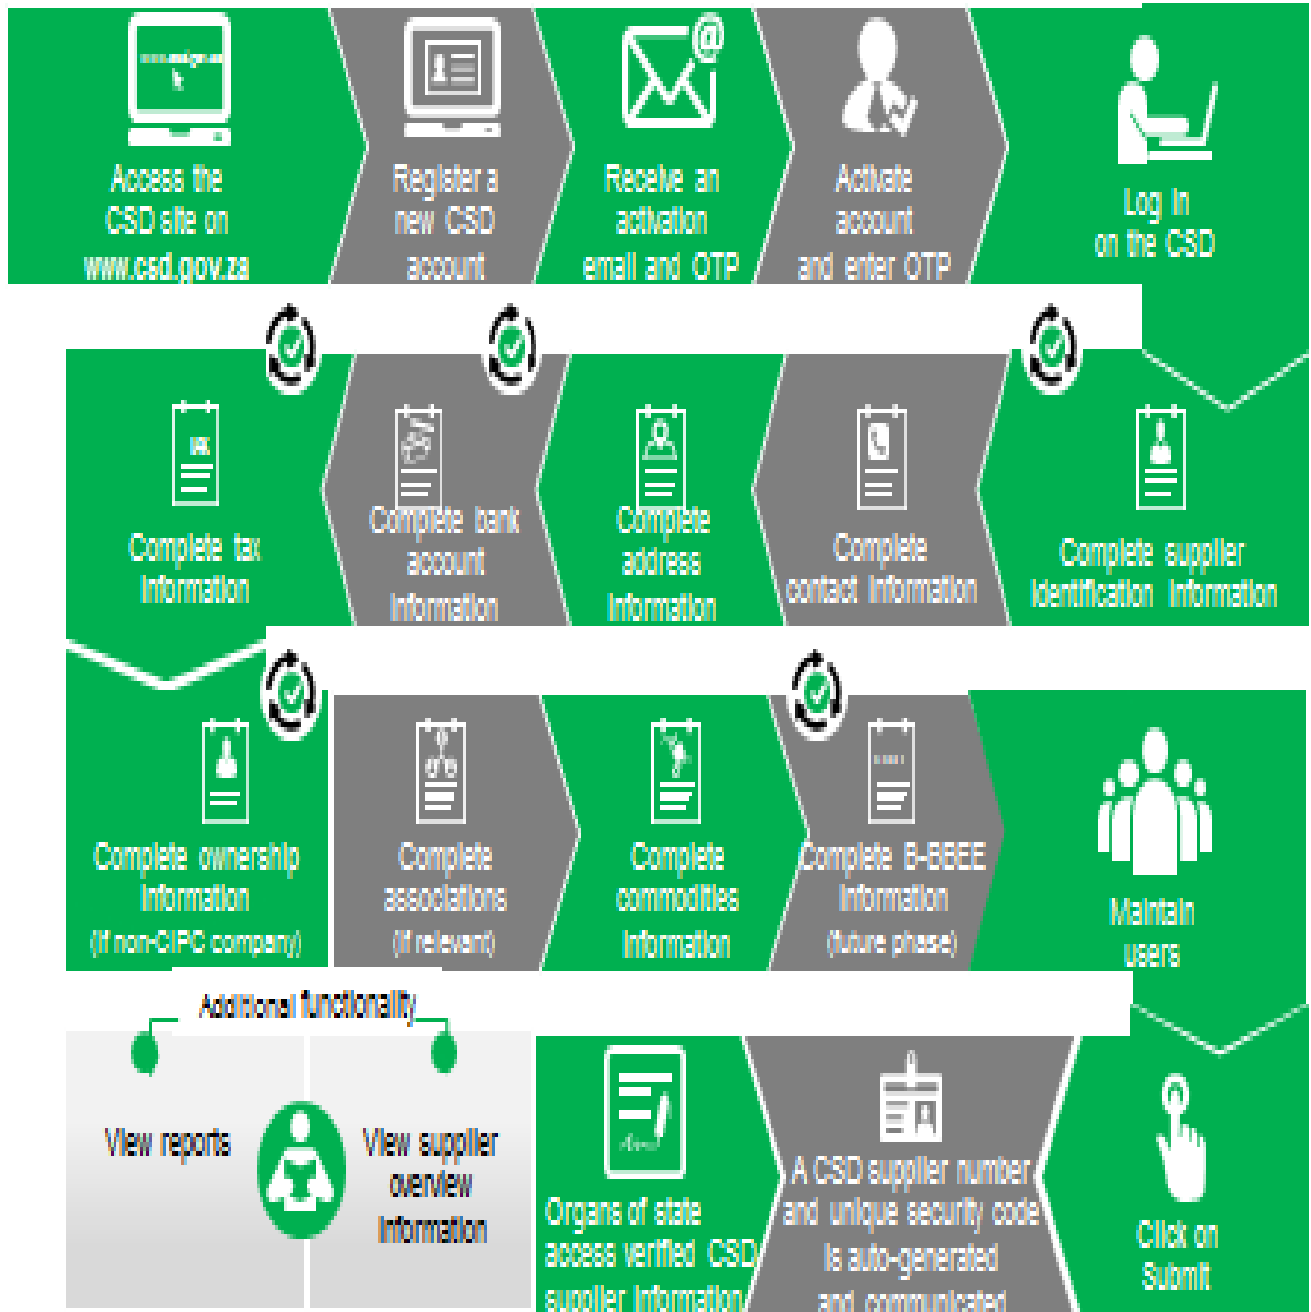 Access the
CSD site on
www.csd.gov.za
Register a
new CSD
account
Receive an
activation
email and OTP
Activate
account
and enter OTP
Log in
on the CSD
Complete supplier
identification information
Complete
contact information
Complete
address
information
Complete bank
account
information
Complete tax
information
Complete ownership
information
(if non-CIPC company)
Complete
associations
(if relevant)
Complete
commodities
information
Complete B-BBEE
information
(future phase)
Maintain
users
Click on
Submit
A CSD supplier number
and unique security code
is auto-generated
and communicated
Organs of state
access verified CSD
supplier information
Additional functionality
View reports
View supplier
overview
information